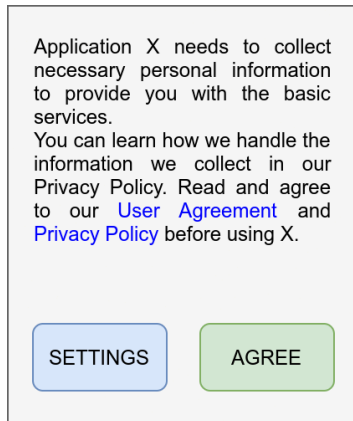 Application X needs to collect
necessary personal information
to provide you with the basic
services.
You can learn how we handle the
information we collect in our
Privacy Policy. Read and agree
to our User Agreement and
Privacy Policy before using X.
SETTINGS
AGREE